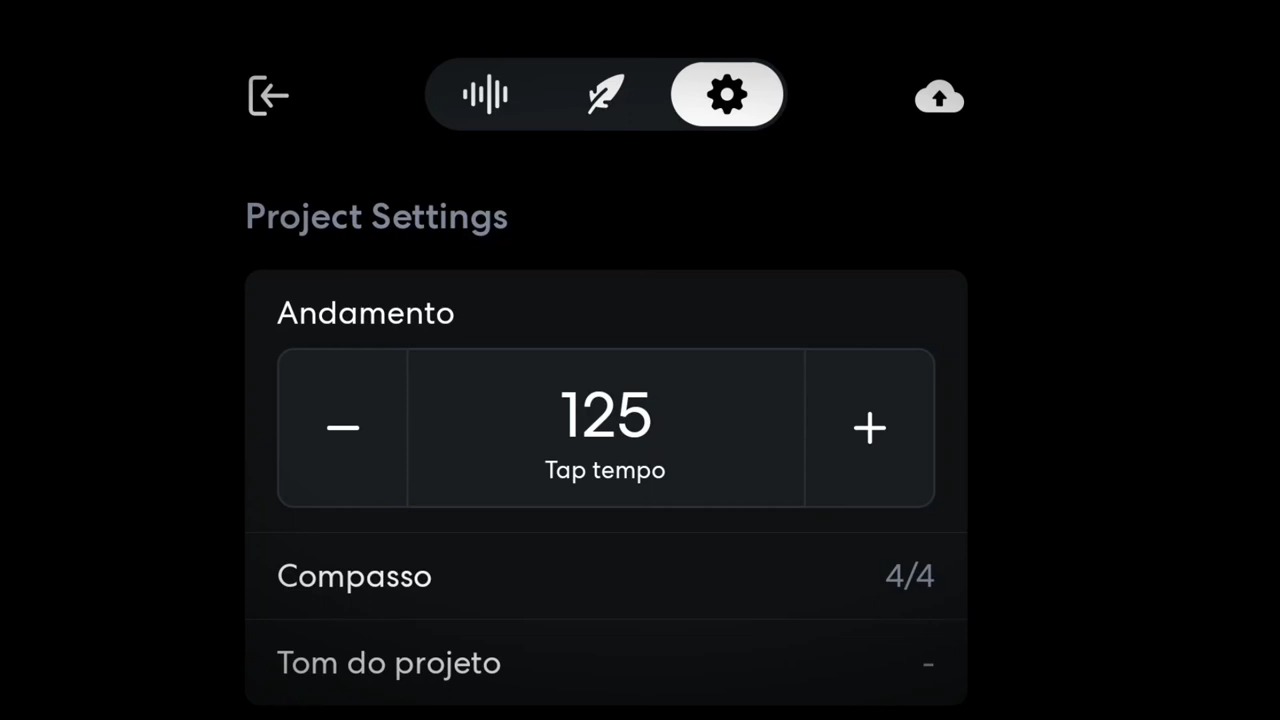 Project Settings
Andamento
125
Tap tempo
Compasso
4/4
Tom do projeto
-